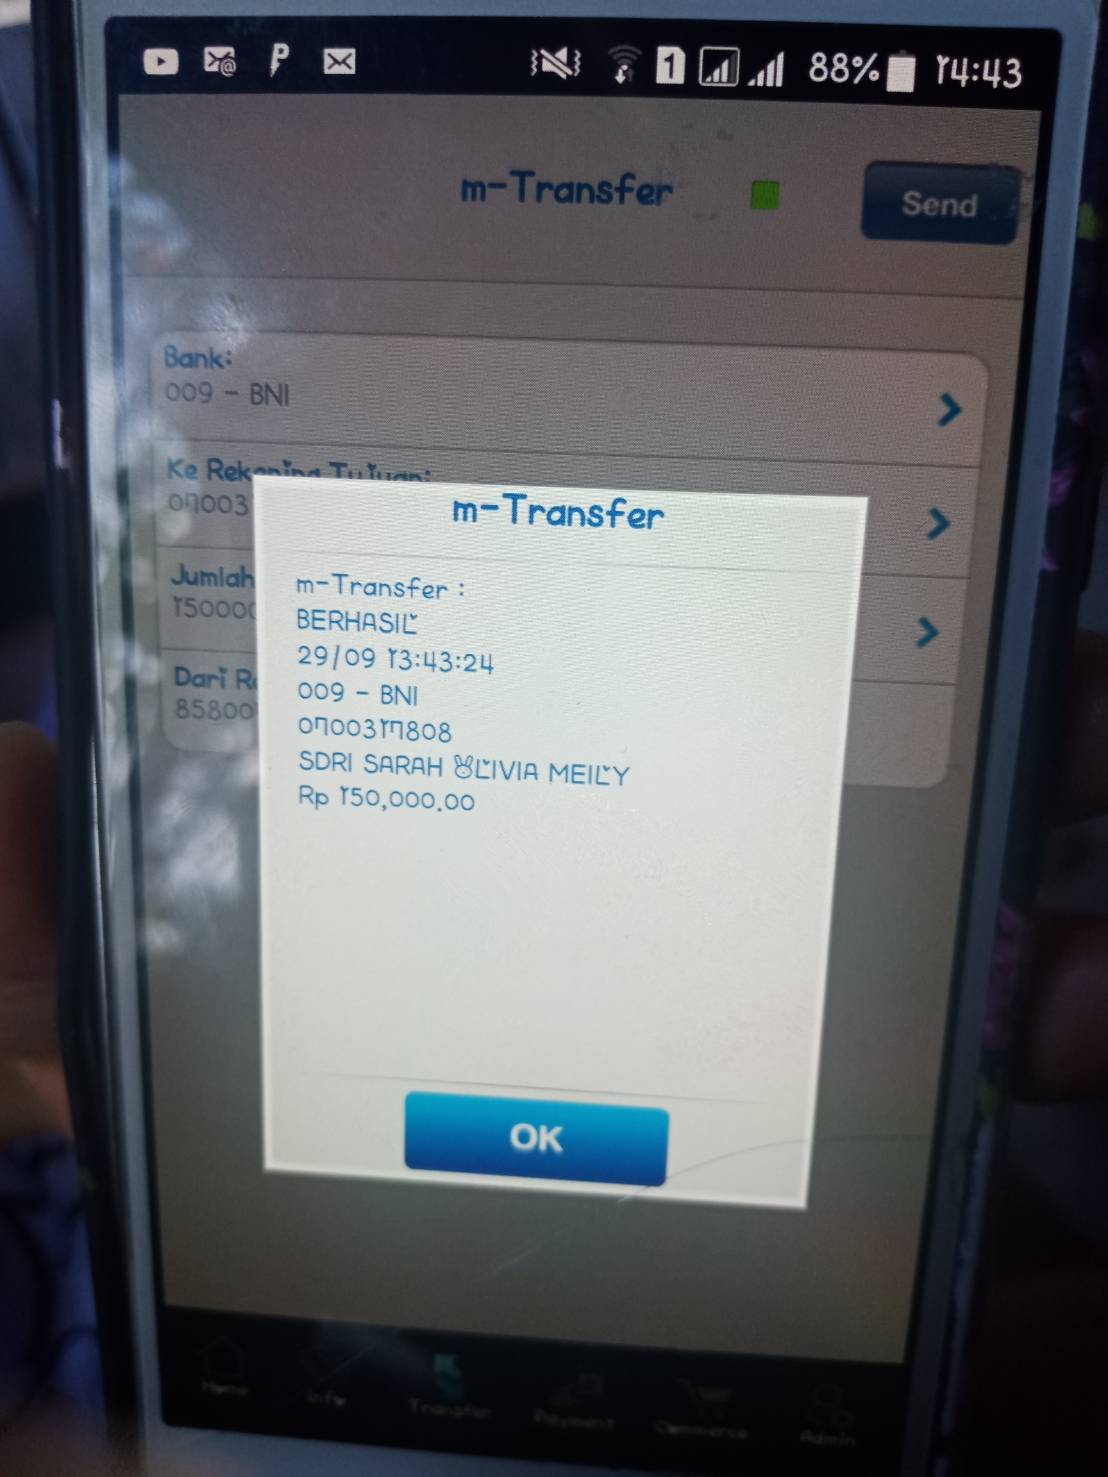 88% 14:43
m-Transfer
Send
Bank:
009 - BNI
Ke Rekening Tujuan:
07003
Jumlah
15000
Dari R
85800
m-Transfer
m-Transfer :
BERHASIL
29/09 13:43:24
009 - BNI
0700317808
SDRI SARAH OLIVIA MEILY
Rp 150,000.00
OK
Home Info Transfer Payment Commerce Admin